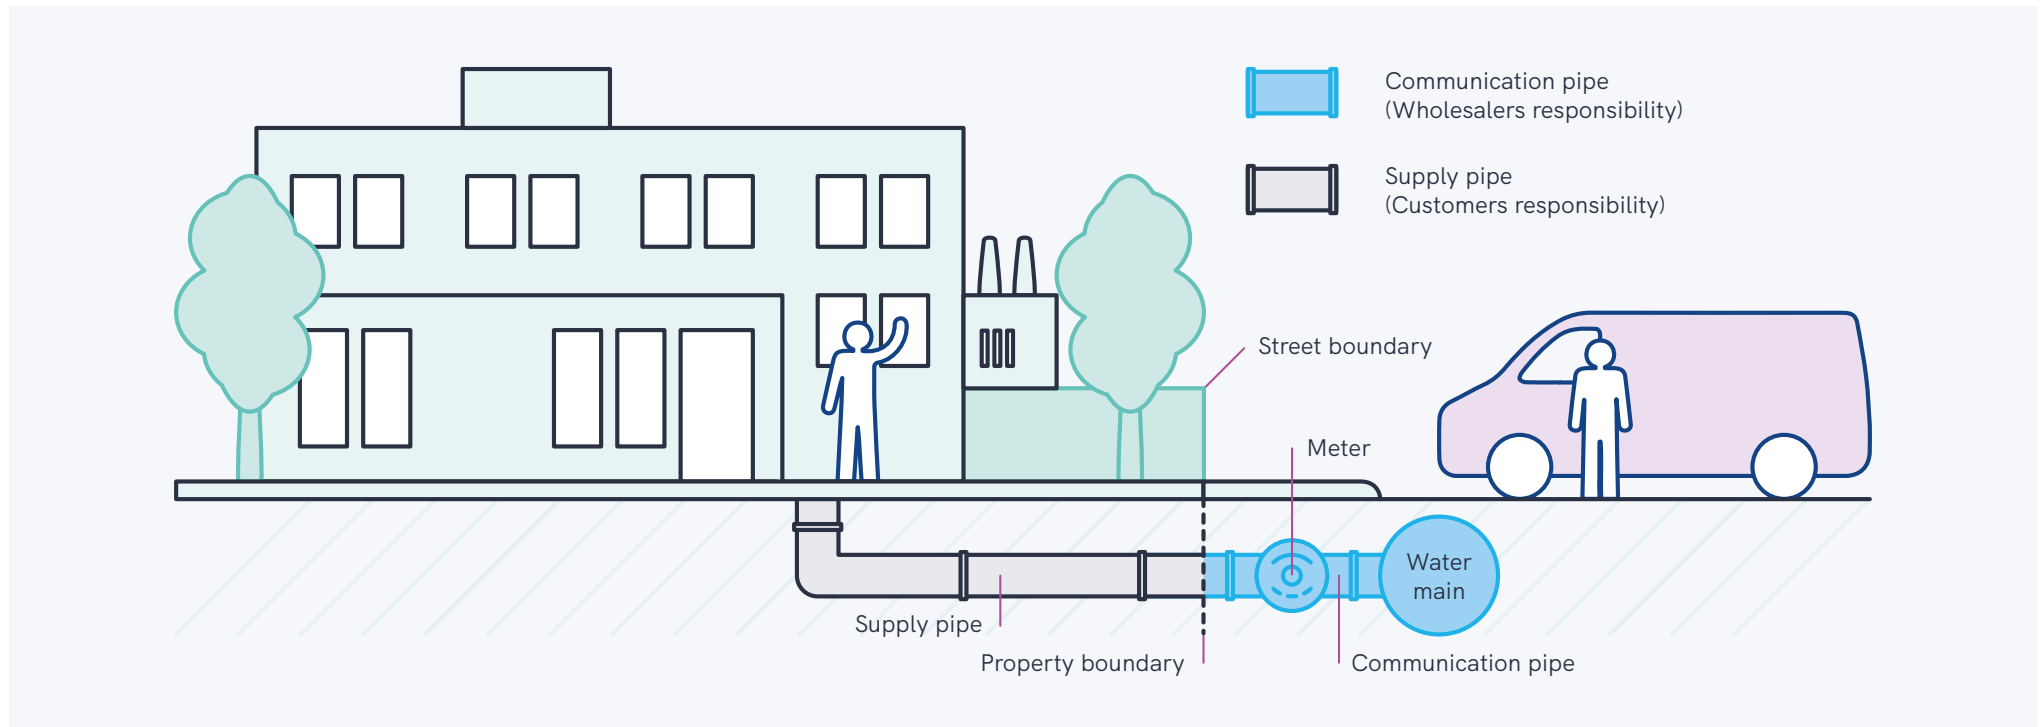 Communication pipe
(Wholesalers responsibility)
Supply pipe
(Customers responsibility)
Street boundary
Meter
Water
main
Supply pipe
Property boundary
Communication pipe